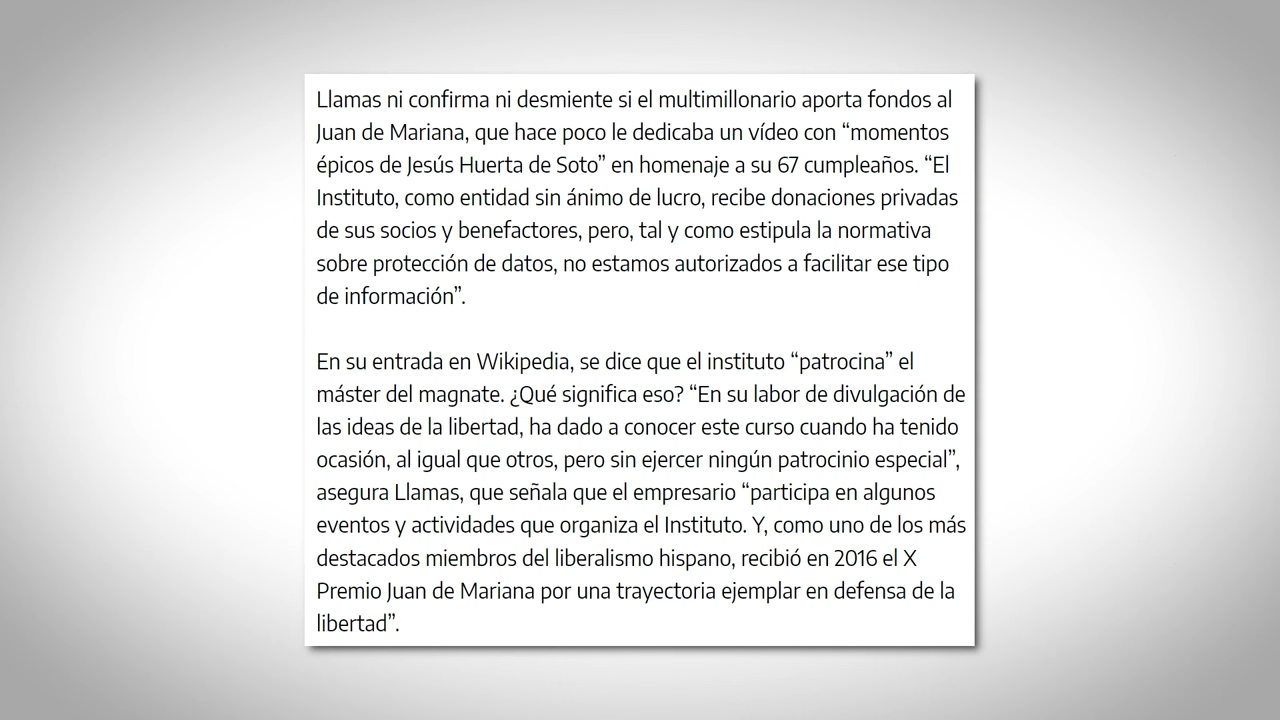 Llamas ni confirma ni desmiente si el multimillonario aporta fondos al
Juan de Mariana, que hace poco le dedicaba un vídeo con “momentos
épicos de Jesús Huerta de Soto” en homenaje a su 67 cumpleaños. “El
Instituto, como entidad sin ánimo de lucro, recibe donaciones privadas
de sus socios y benefactores, pero, tal y como estipula la normativa
sobre protección de datos, no estamos autorizados a facilitar ese tipo
de información”.
En su entrada en Wikipedia, se dice que el instituto “patrocina” el
máster del magnate. ¿Qué significa eso? “En su labor de divulgación de
las ideas de la libertad, ha dado a conocer este curso cuando ha tenido
ocasión, al igual que otros, pero sin ejercer ningún patrocinio especial”,
asegura Llamas, que señala que el empresario “participa en algunos
eventos y actividades que organiza el Instituto. Y, como uno de los más
destacados miembros del liberalismo hispano, recibió en 2016 el X
Premio Juan de Mariana por una trayectoria ejemplar en defensa de la
libertad”.